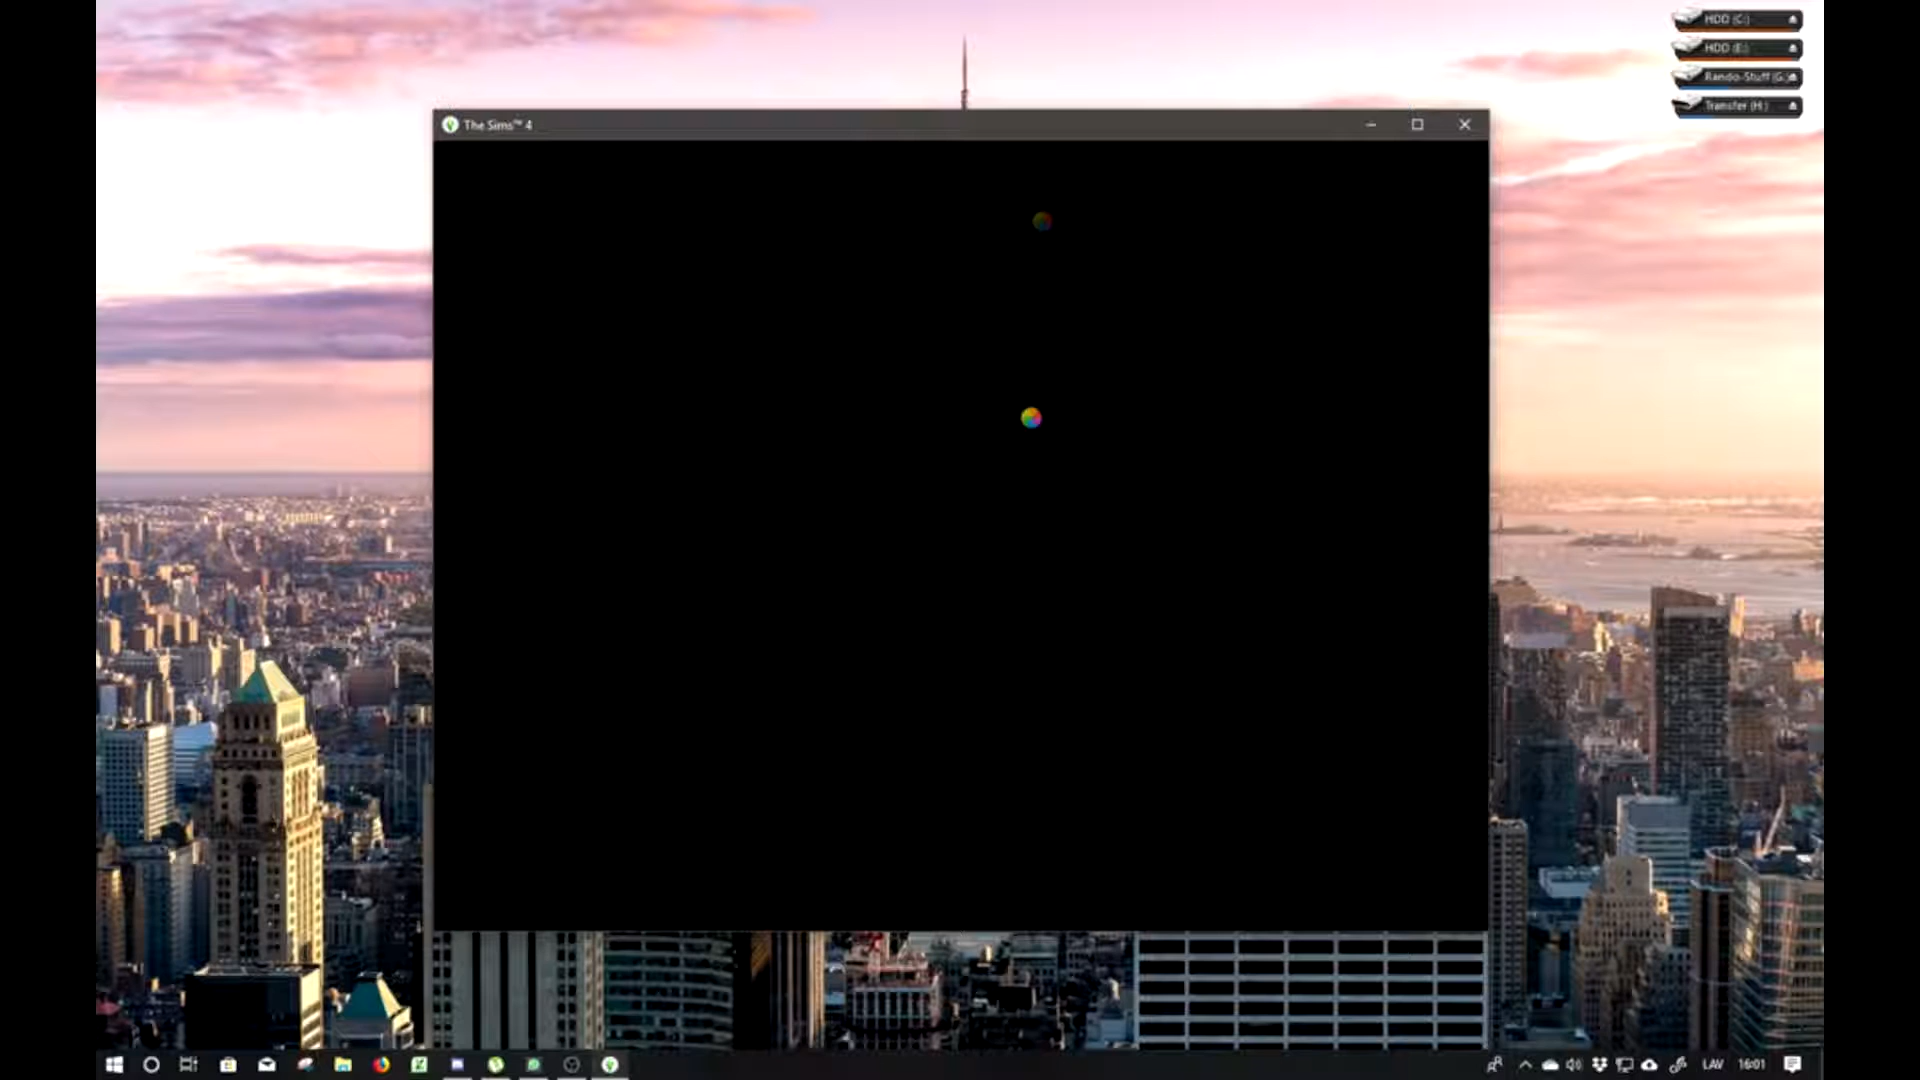 HDD (C:)
HDD (E:)
Rando-Stuff (G:)
Transfer (H:)
The Sims™ 4
LAV
16:01